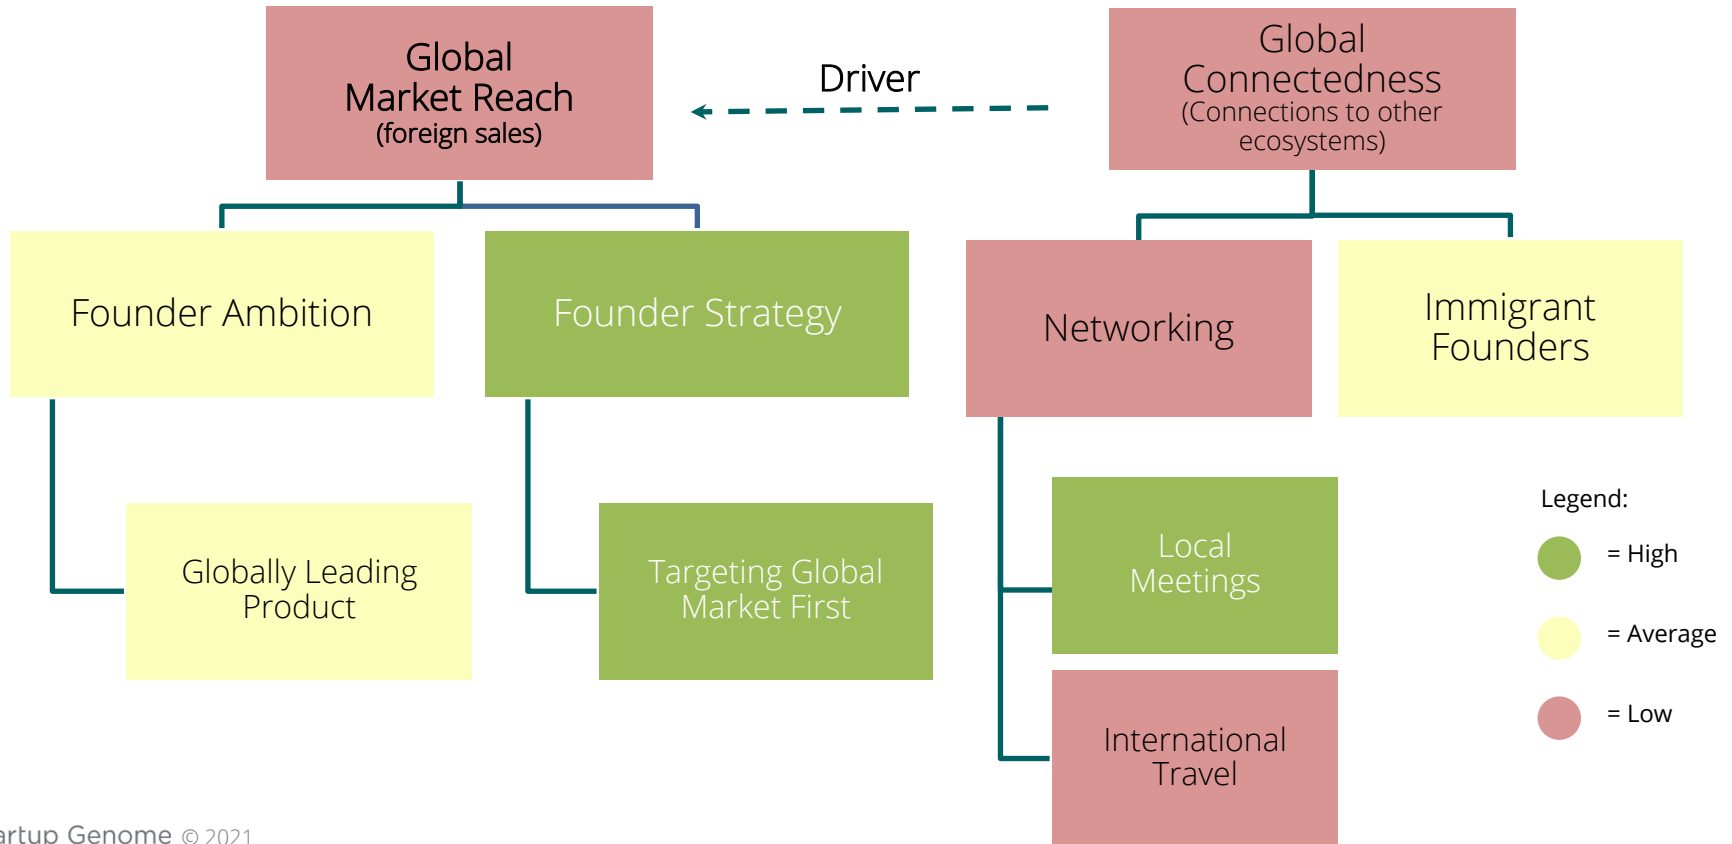 Global
Market Reach
(foreign sales)
Driver
Global
Connectedness
(Connections to other
ecosystems)
Founder Ambition
Founder Strategy
Networking
Immigrant
Founders
Globally Leading
Product
Targeting Global
Market First
Local
Meetings
International
Travel
Legend:
= High
= Average
= Low
Genome © 2021